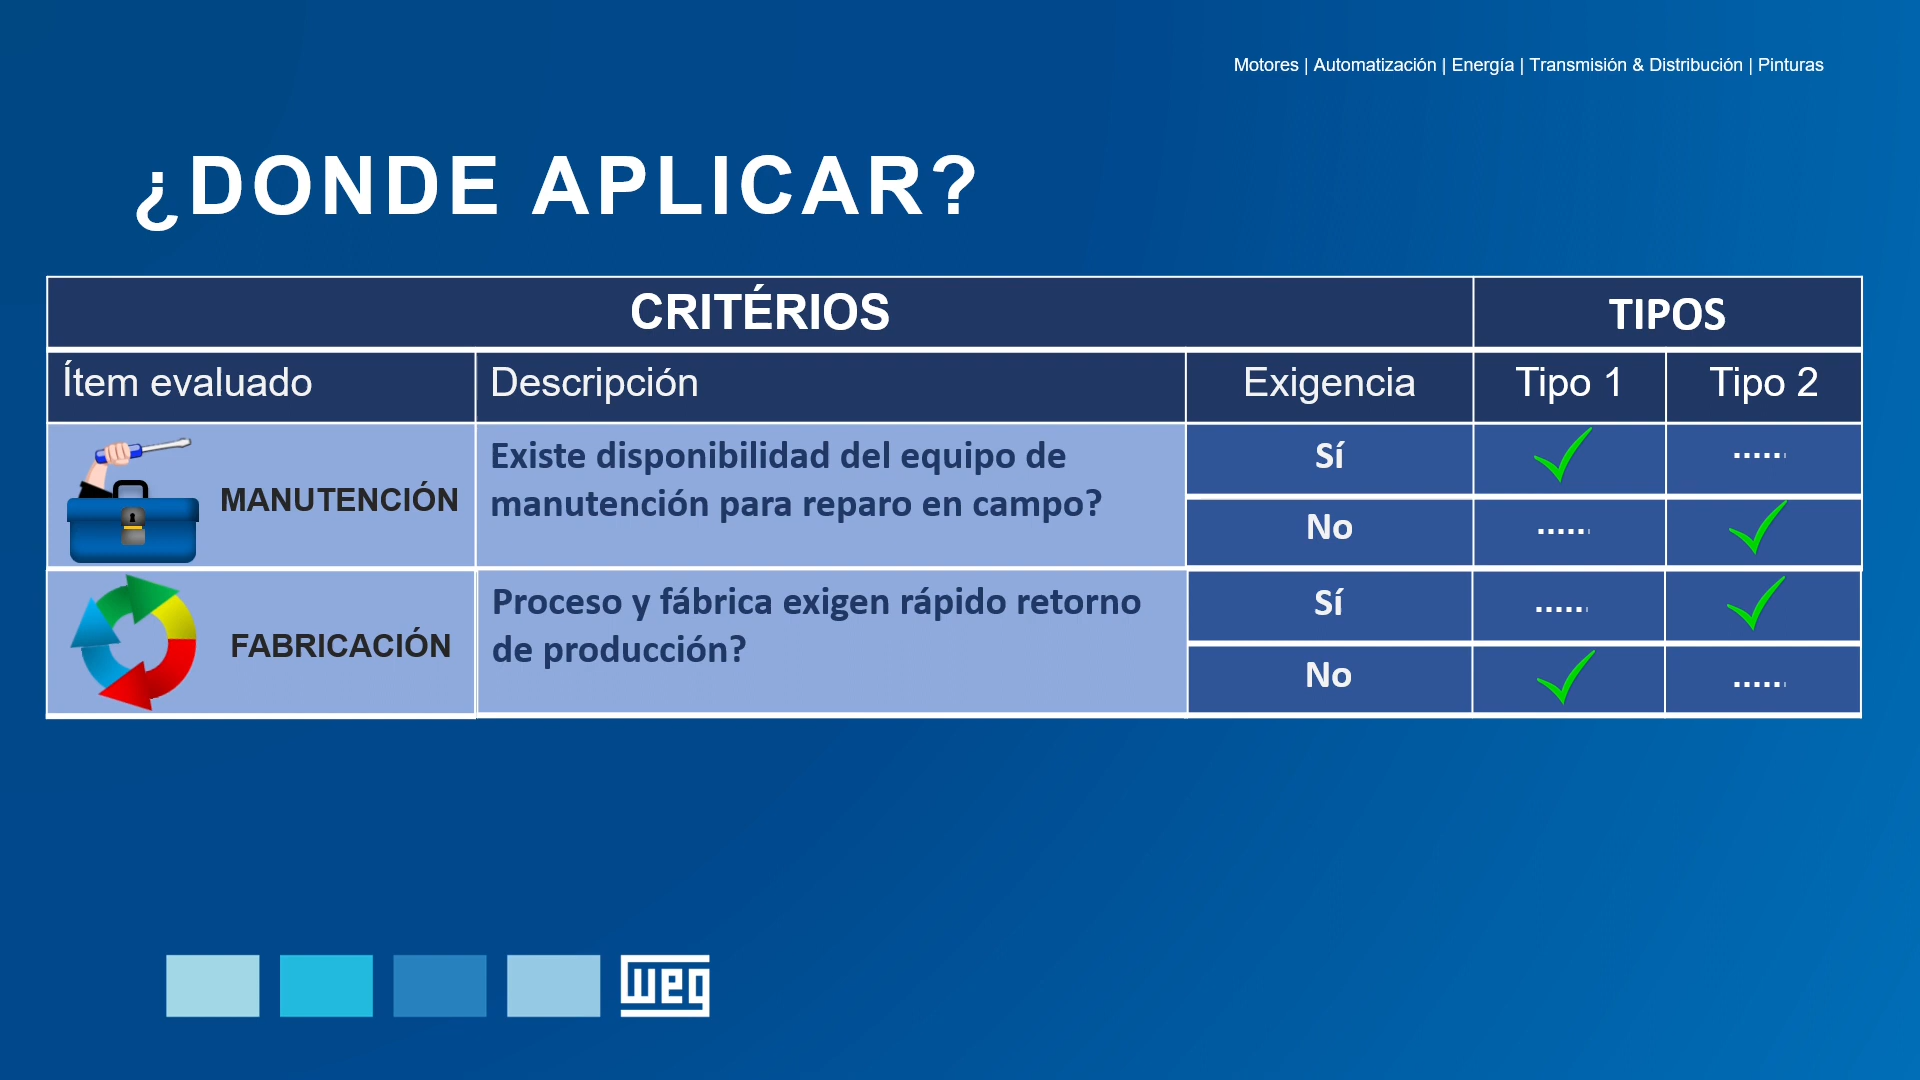 Motores | Automatización | Energía | Transmisión & Distribución | Pinturas
¿DONDE APLICAR?
CRITÉRIOS
TIPOS
Ítem evaluado
Descripción
Exigencia
Tipo 1
Tipo 2
MANUTENCIÓN
Existe disponibilidad del equipo de
manutención para reparo en campo?
Sí
.....
No
.....
FABRICACIÓN
Proceso y fábrica exigen rápido retorno
de producción?
Sí
.....
No
.....
weg